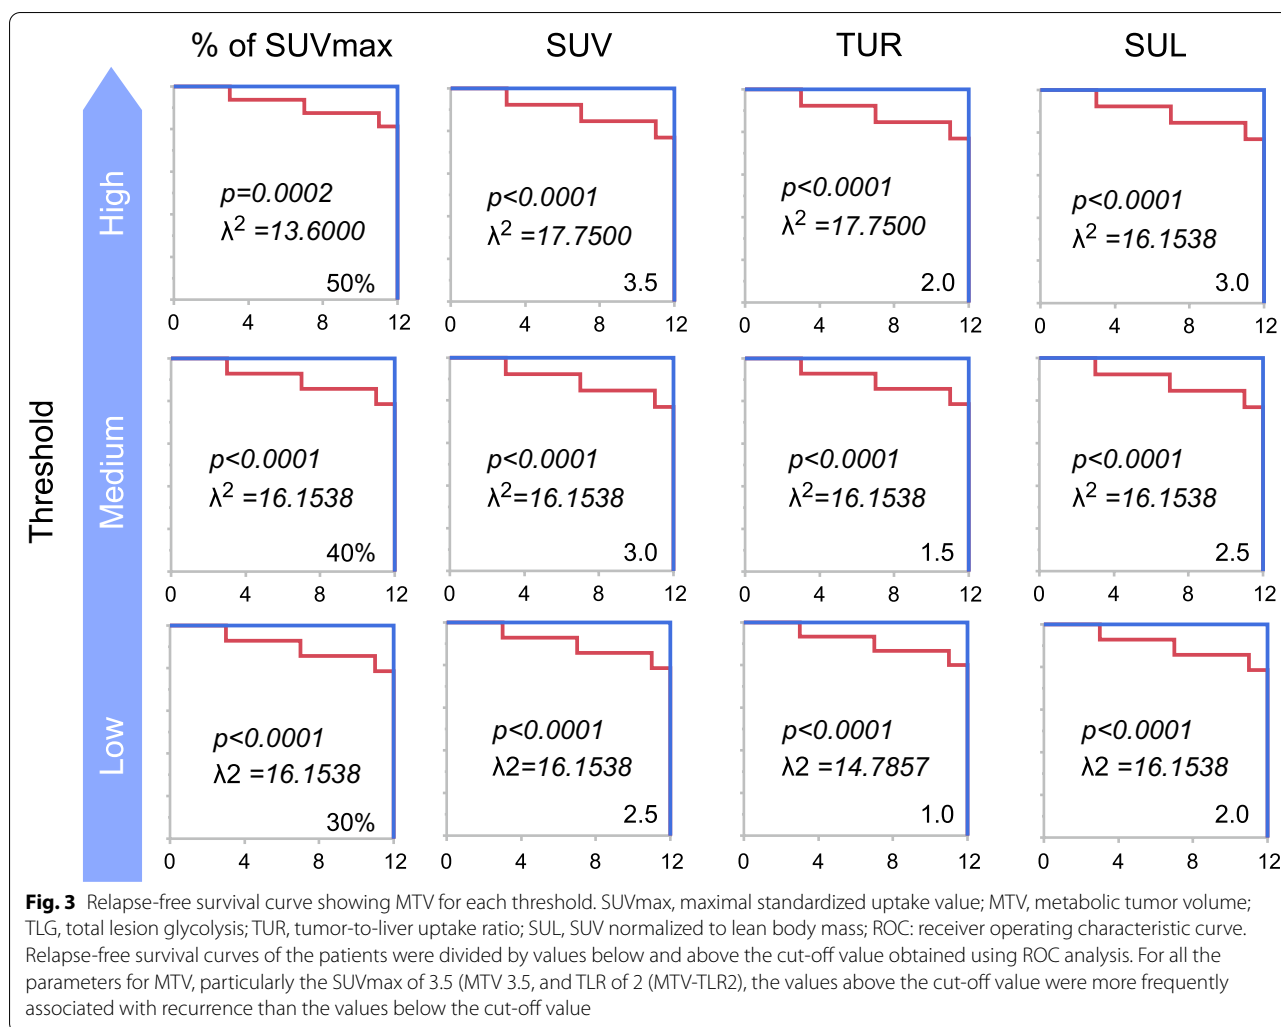 % of SUVmax SUV TUR SUL
Threshold
High
p=0.0002 p<0.0001 p<0.0001 p<0.0001
λ² =13.6000 λ² =17.7500 λ² =17.7500 λ² =16.1538
50% 3.5 2.0 3.0
0 4 8 12 0 4 8 12 0 4 8 12 0 4 8 12
Medium
p<0.0001 p<0.0001 p<0.0001 p<0.0001
λ² =16.1538 λ²=16.1538 λ²=16.1538 λ² =16.1538
40% 3.0 1.5 2.5
0 4 8 12 0 4 8 12 0 4 8 12 0 4 8 12
Low
p<0.0001 p<0.0001 p<0.0001 p<0.0001
λ2 =16.1538 λ2=16.1538 λ2 =14.7857 λ2 =16.1538
30% 2.5 1.0 2.0
0 4 8 12 0 4 8 12 0 4 8 12 0 4 8 12
Fig. 3 Relapse-free survival curve showing MTV for each threshold. SUVmax, maximal standardized uptake value; MTV, metabolic tumor volume;
TLG, total lesion glycolysis; TUR, tumor-to-liver uptake ratio; SUL, SUV normalized to lean body mass; ROC: receiver operating characteristic curve.
Relapse-free survival curves of the patients were divided by values below and above the cut-off value obtained using ROC analysis. For all the
parameters for MTV, particularly the SUVmax of 3.5 (MTV 3.5, and TLR of 2 (MTV-TLR2), the values above the cut-off value were more frequently
associated with recurrence than the values below the cut-off value